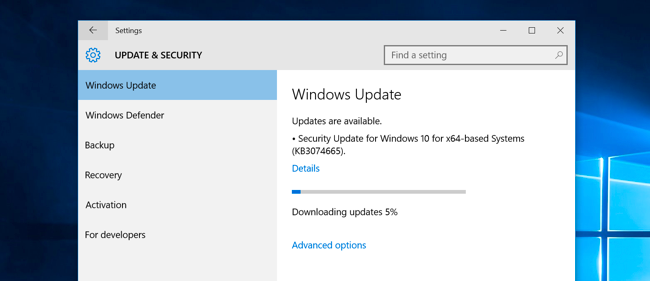 Settings
UPDATE & SECURITY
Find a setting
Windows Update
Windows Defender
Backup
Recovery
Activation
For developers
Windows Update
Updates are available.
• Security Update for Windows 10 for x64-based Systems
(KB3074665).
Details
Downloading updates 5%
Advanced options